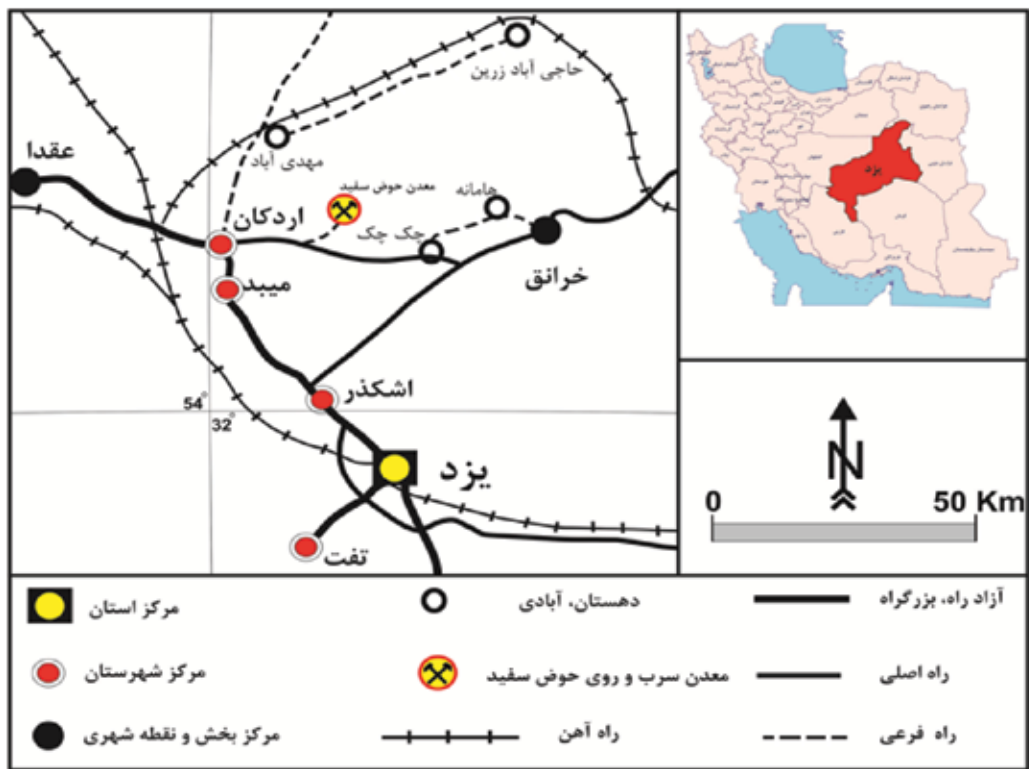 حاجی آباد زرین
مهدی آباد
عقدا
معدن حوض سفید
هامانه
اردکان
چک چک
خرانق
میبد
اشکذر
54°
32°
یزد
تفت
یزد
N
0
50 Km
مرکز استان
دهستان، آبادی
آزاد راه، بزرگراه
مرکز شهرستان
معدن سرب و روی حوض سفید
راه اصلی
مرکز بخش و نقطه شهری
راه آهن
راه فرعی